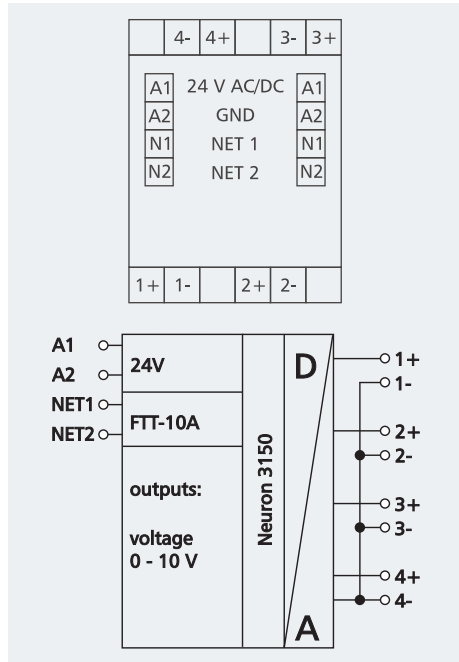 4- 4+ 3- 3+
A1 24 V AC/DC A1
A2 GND A2
N1 NET 1 N1
N2 NET 2 N2
1+ 1- 2+ 2-
A1
A2
NET1
NET2
24V
FTT-10A
outputs:
voltage
0 - 10 V
Neuron 3150
D
A
1+
1-
2+
2-
3+
3-
4+
4-